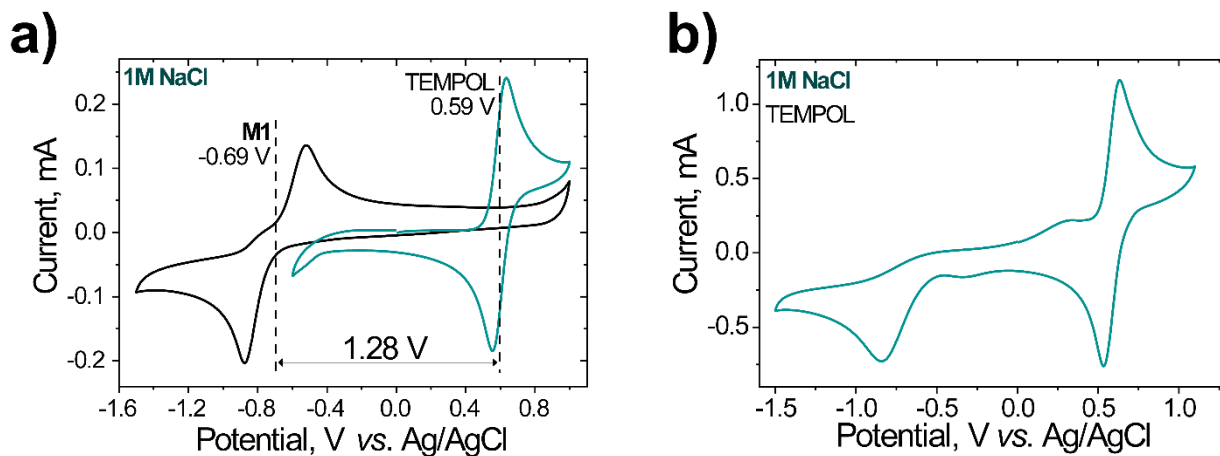 a)
1M NaCl
TEMPOL
0.59 V
M1
-0.69 V
1.28 V
0.2
0.1
0.0
-0.1
-0.2
Current, mA
-1.6 -1.2 -0.8 -0.4 0.0 0.4 0.8
Potential, V vs. Ag/AgCl
b)
1M NaCl
TEMPOL
1.0
0.5
0.0
-0.5
Current, mA
-1.5 -1.0 -0.5 0.0 0.5 1.0
Potential, V vs. Ag/AgCl